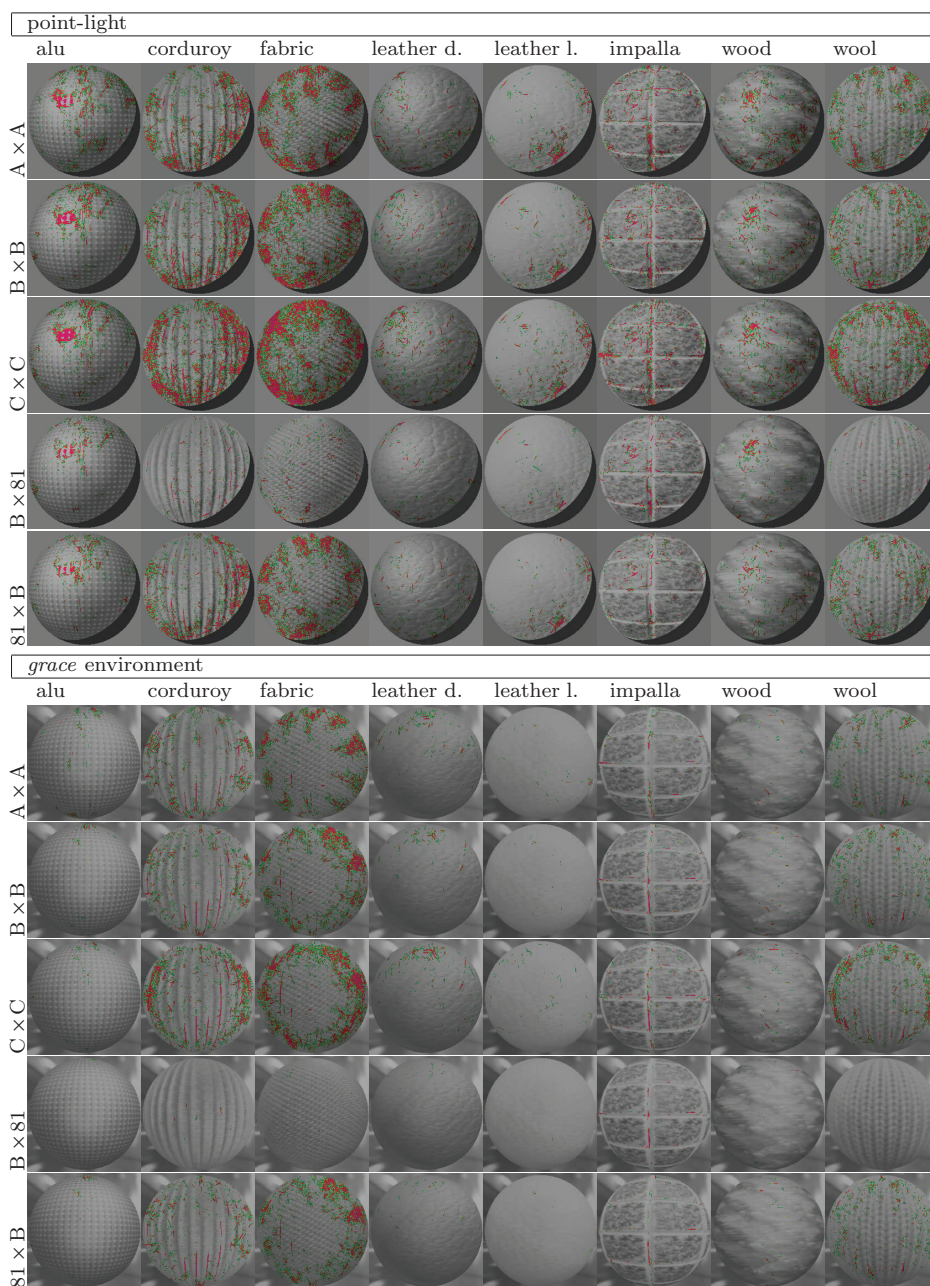 point-light
alu corduroy fabric leather d. leather l. impalla wood wool
A×A
B×B
C×C
B×81
81×B
grace environment
alu corduroy fabric leather d. leather l. impalla wood wool
A×A
B×B
C×C
B×81
81×B